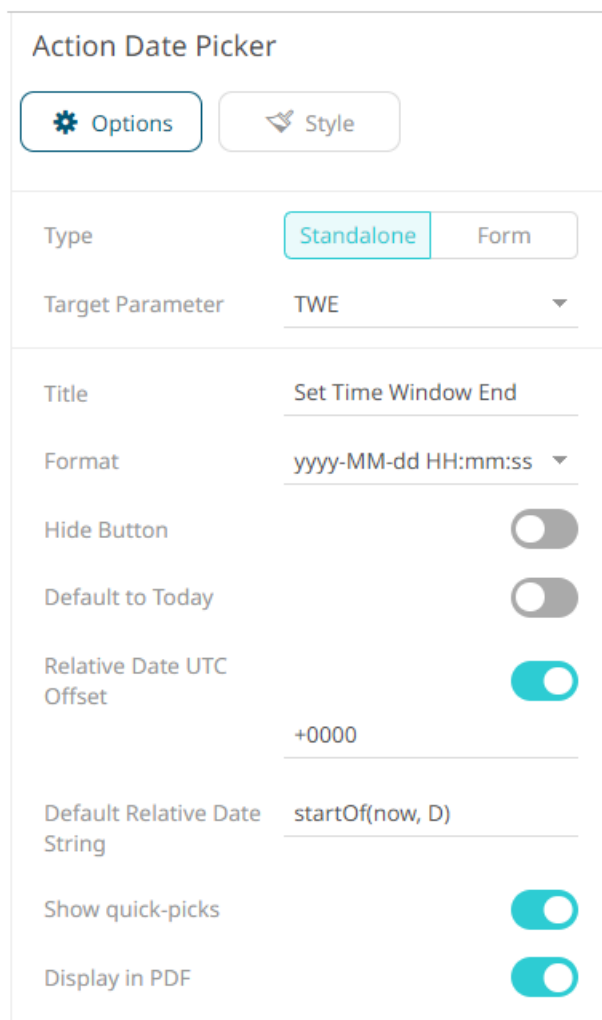 Action Date Picker
Options
Style
Type
Standalone
Form
Target Parameter
TWE
Title
Set Time Window End
Format
yyyy-MM-dd HH:mm:ss
Hide Button
Default to Today
Relative Date UTC
Offset
+0000
Default Relative Date
String
startOf(now, D)
Show quick-picks
Display in PDF